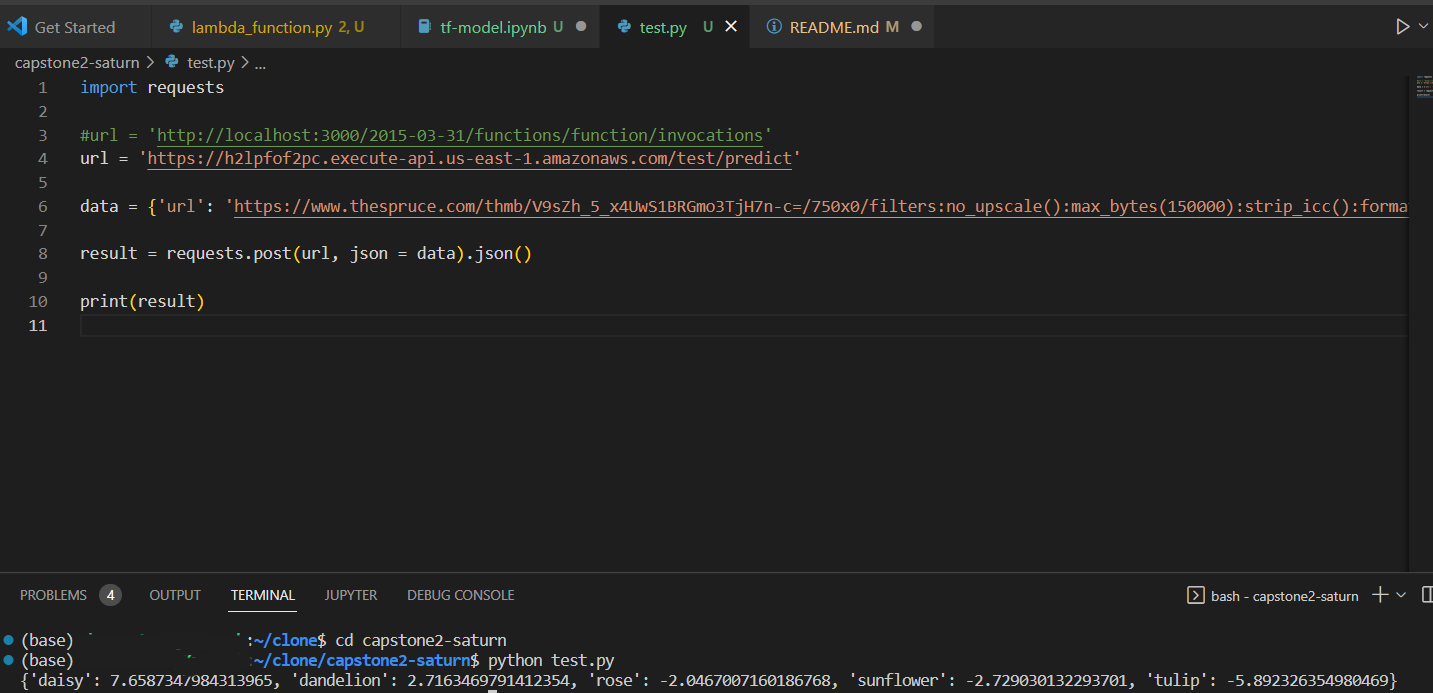 Get Started lambda_function.py 2, U tf-model.ipynb U test.py U README.md M
capstone2-saturn > test.py > ...
1 import requests
2
3 #url = 'http://localhost:3000/2015-03-31/functions/function/invocations'
4 url = 'https://h2lpfof2pc.execute-api.us-east-1.amazonaws.com/test/predict'
5
6 data = {'url': 'https://www.thespruce.com/thmb/V9sZh_5_x4UwS1BRGmo3TjH7n-c=/750x0/filters:no_upscale():max_bytes(150000):strip_icc():forma
7
8 result = requests.post(url, json = data).json()
9
10 print(result)
11
PROBLEMS 4 OUTPUT TERMINAL JUPYTER DEBUG CONSOLE bash - capstone2-saturn
(base) :~/clone$ cd capstone2-saturn
(base) :~/clone/capstone2-saturn$ python test.py
{'daisy': 7.6587347984313965, 'dandelion': 2.7163469791412354, 'rose': -2.0467007160186768, 'sunflower': -2.729030132293701, 'tulip': -5.892326354980469}